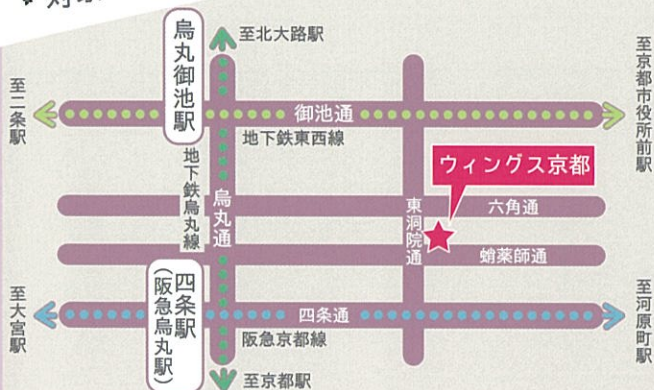 至北大路駅
烏丸御池駅
至二条駅
御池通
至京都市役所前駅
地下鉄東西線
地下鉄烏丸線
烏丸通
ウィングス京都
東洞院通
六角通
蛸薬師通
四条駅
(阪急烏丸駅)
至大宮駅
四条通
至河原町駅
阪急京都線
至京都駅